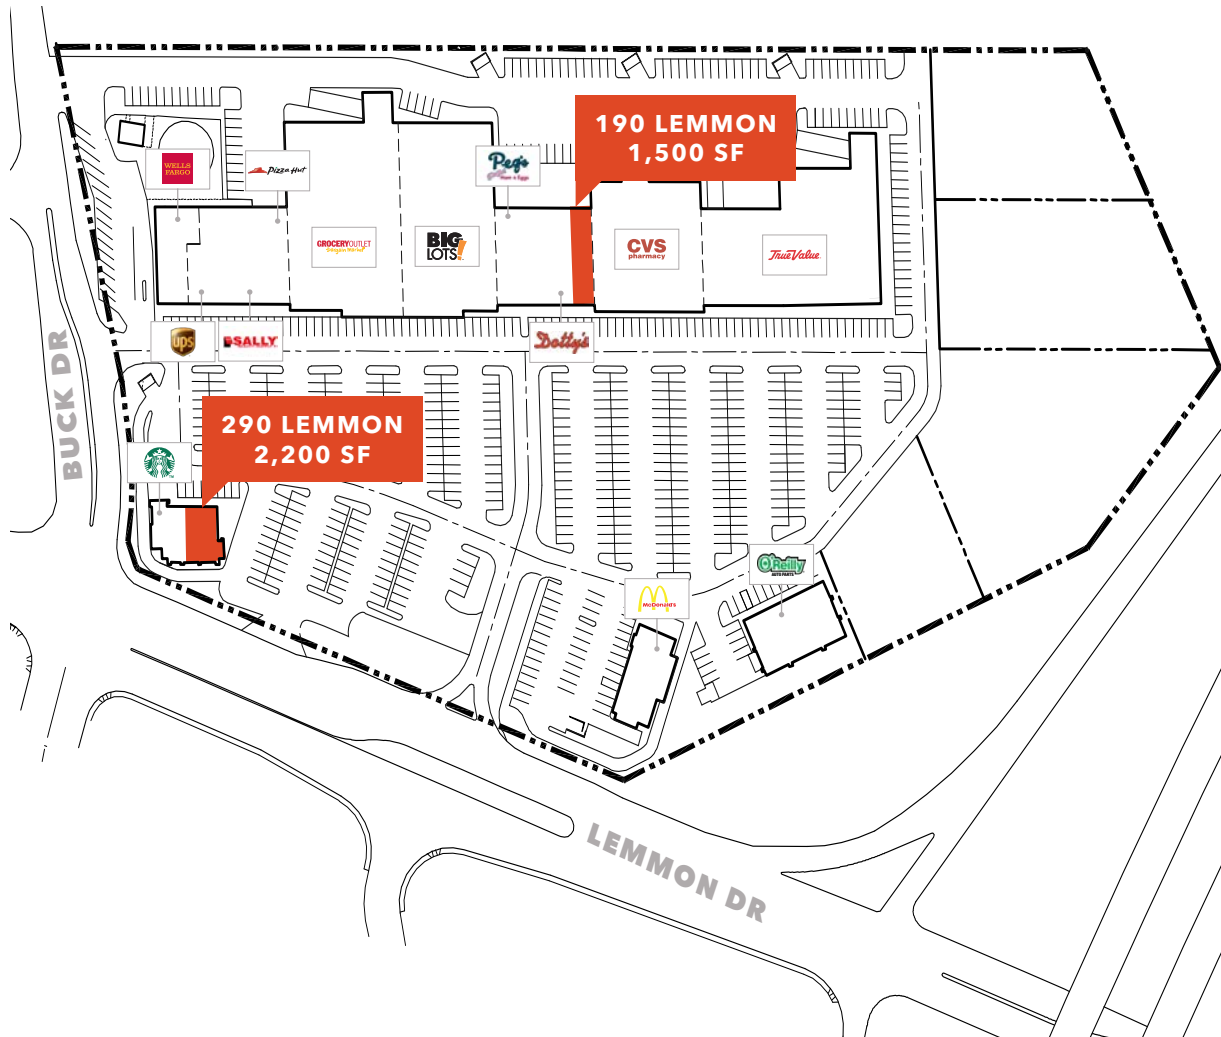 190 LEMMON
1,500 SF
WELLS
FARGO
Pizza Hut
Peg's
GROCERY OUTLET
BIG
LOTS!
CVS
pharmacy
True Value
ups
SALLY
Dotty's
BUCK DR
290 LEMMON
2,200 SF
O'Reilly
AUTO PARTS
McDonald's
LEMMON DR